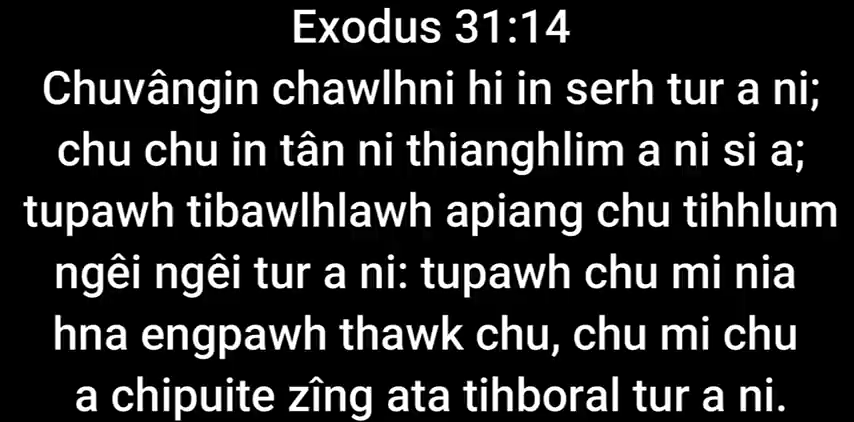 Exodus 31:14
Chuvângin chawlhni hi in serh tur a ni;
chu chu in tân ni thianghlim a ni si a;
tupawh tibawlhlawh apiang chu tihhlum
ngêi ngêi tur a ni: tupawh chu mi nia
hna engpawh thawk chu, chu mi chu
a chipuite zîng ata tihboral tur a ni.